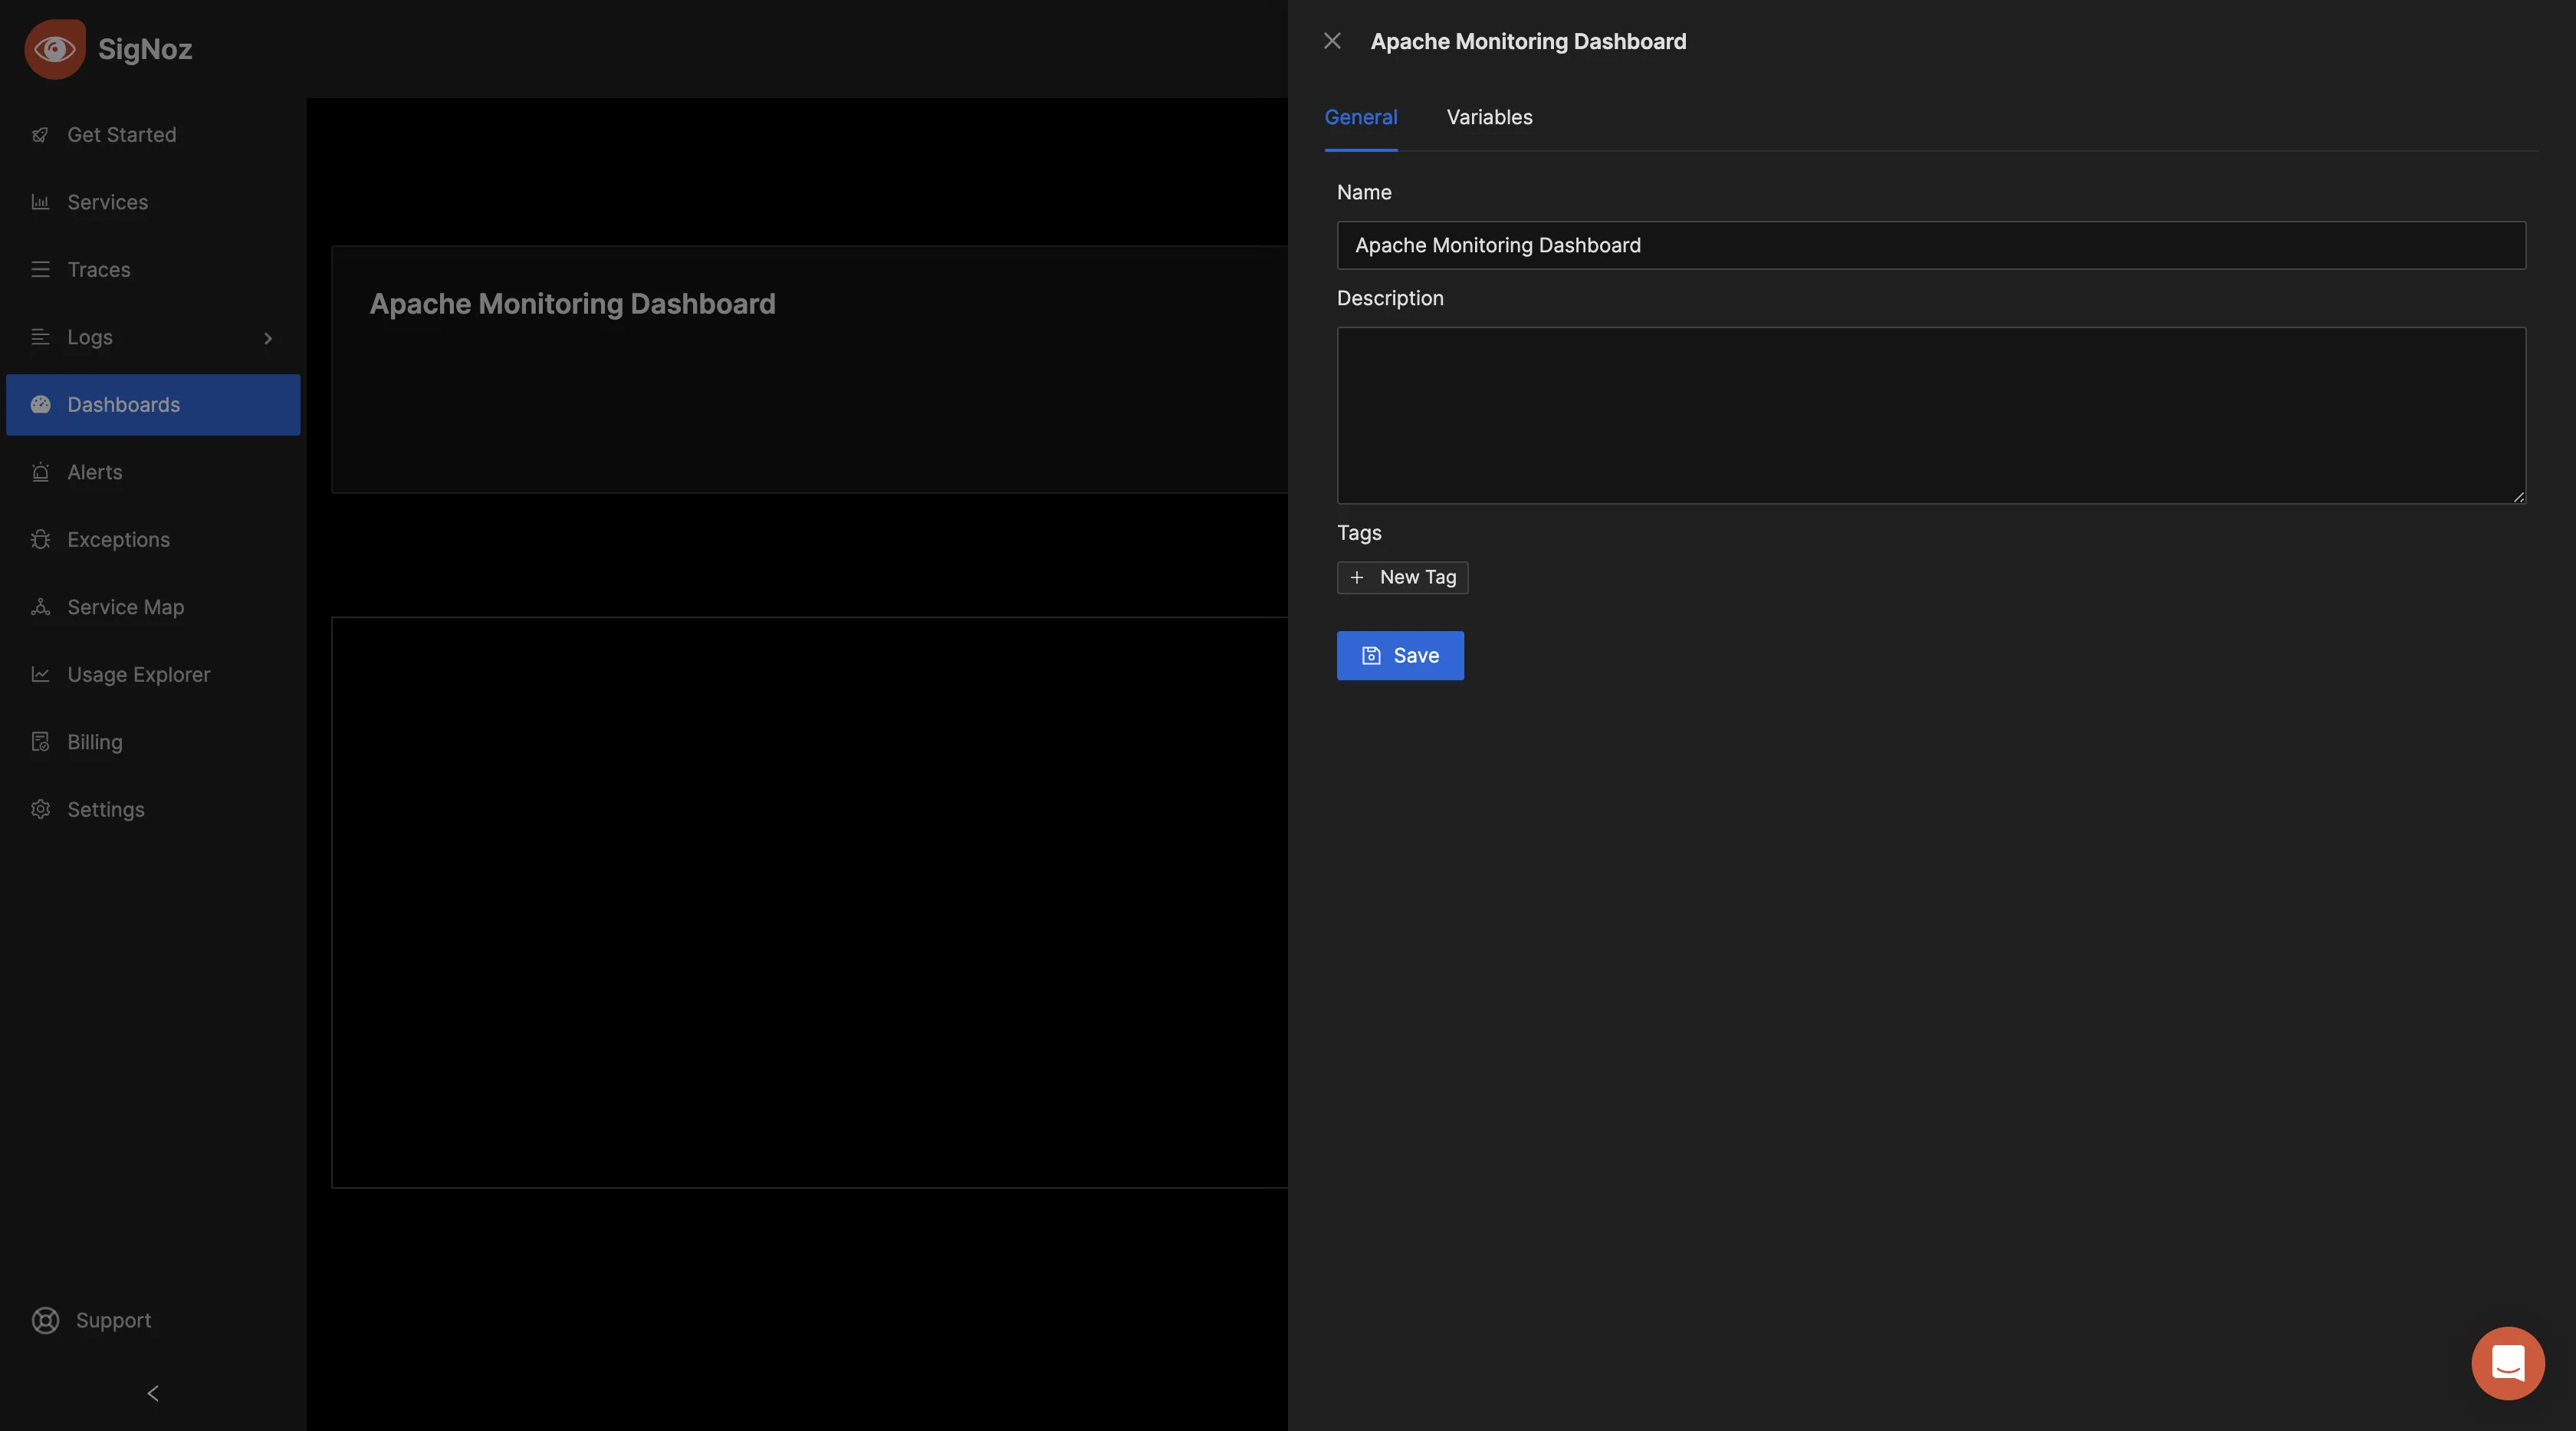 SigNoz
Get Started
Services
Traces
Logs
Dashboards
Alerts
Exceptions
Service Map
Usage Explorer
Billing
Settings
Support
Apache Monitoring Dashboard
Apache Monitoring Dashboard
General
Variables
Name
Apache Monitoring Dashboard
Description
Tags
+ New Tag
Save